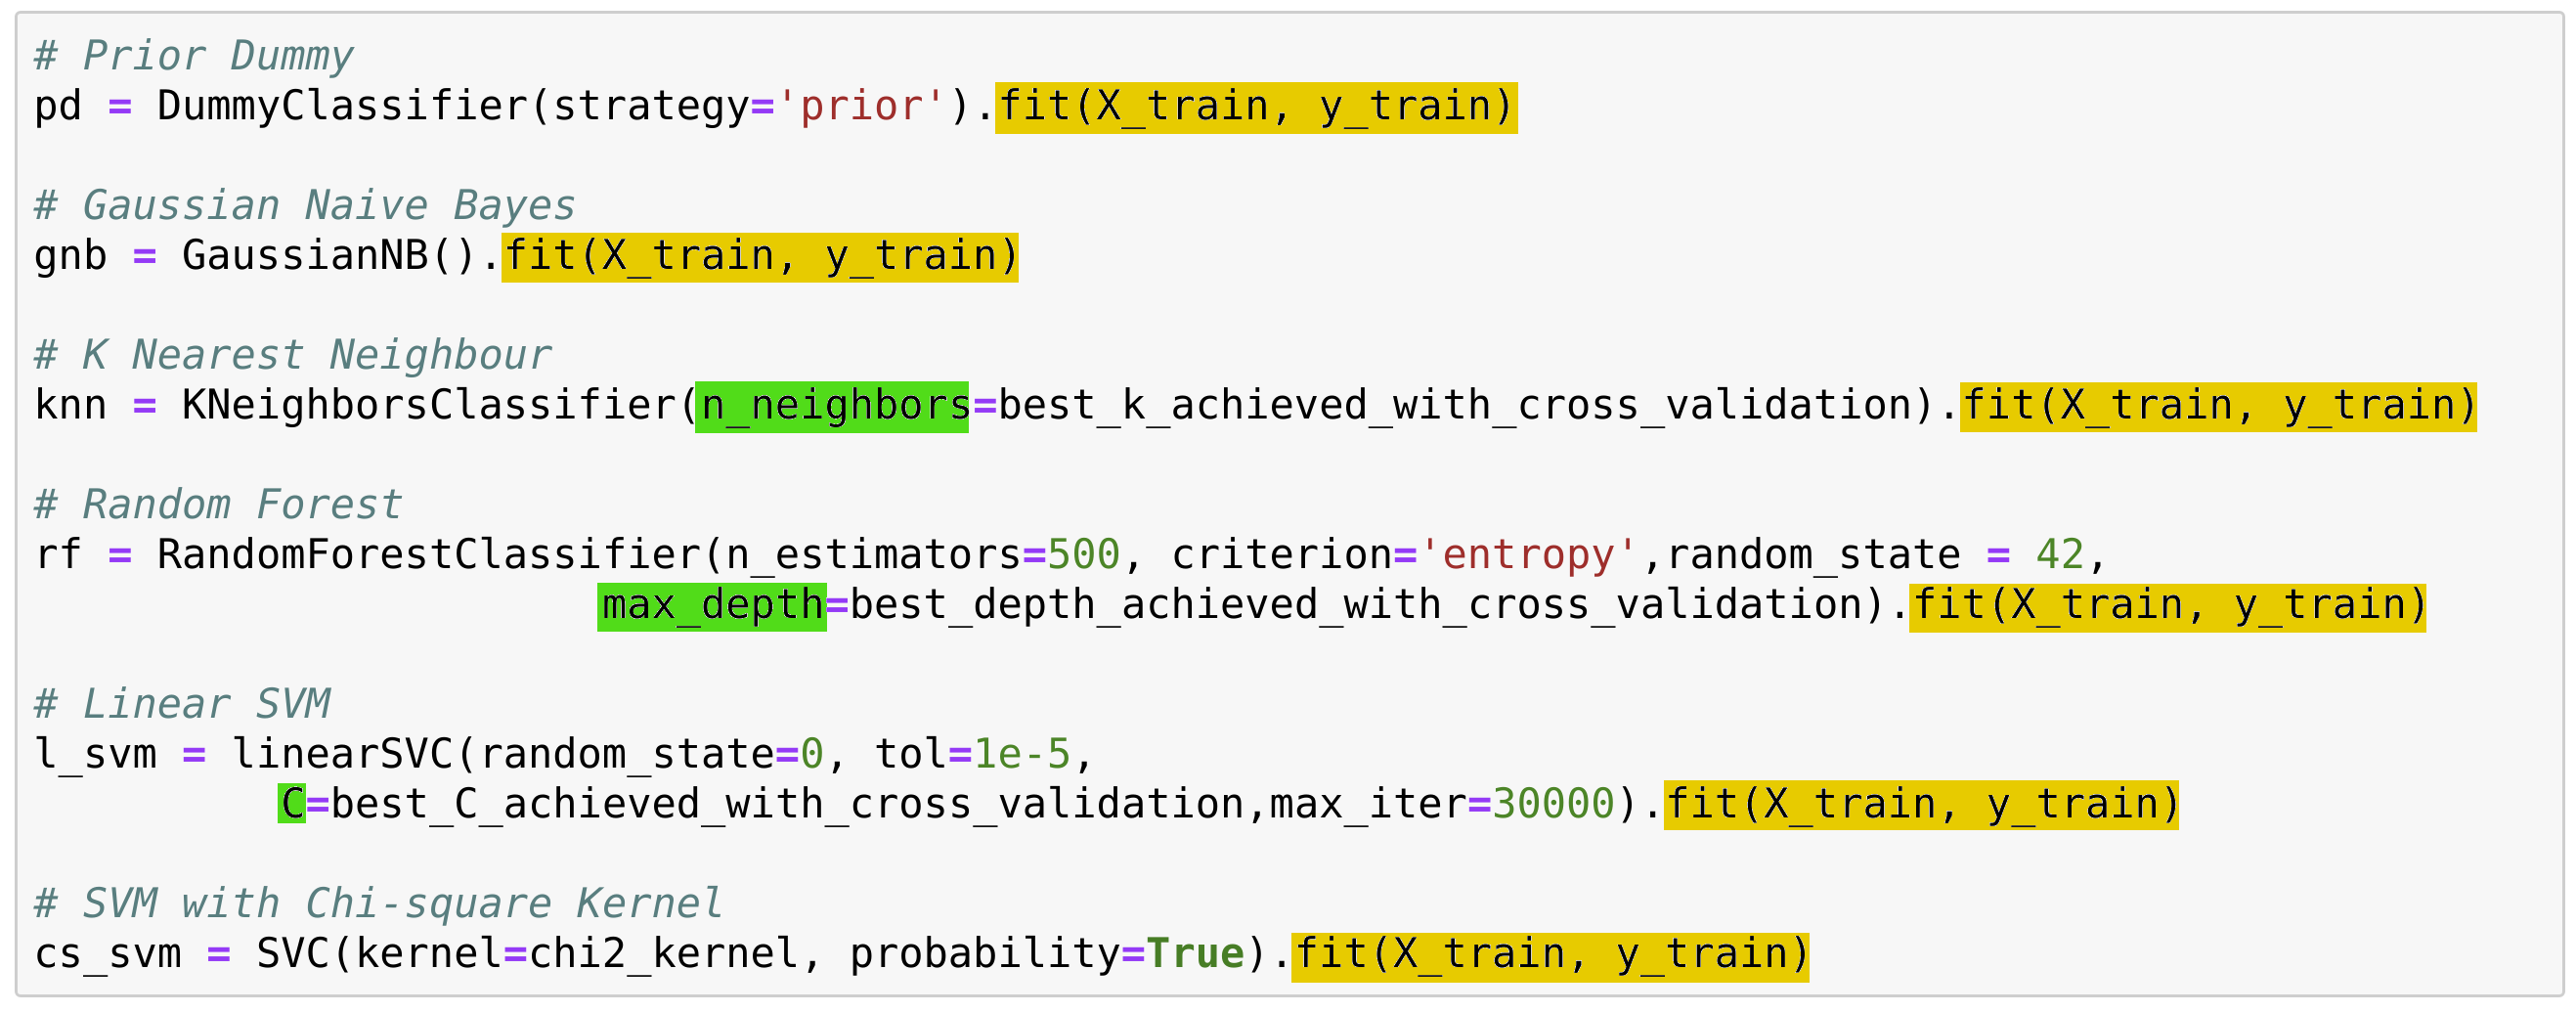 # Prior Dummy
pd = DummyClassifier(strategy='prior').fit(X_train, y_train)
# Gaussian Naive Bayes
gnb = GaussianNB().fit(X_train, y_train)
# K Nearest Neighbour
knn = KNeighborsClassifier(n_neighbors=best_k_achieved_with_cross_validation).fit(X_train, y_train)
# Random Forest
rf = RandomForestClassifier(n_estimators=500, criterion='entropy',random_state = 42,
max_depth=best_depth_achieved_with_cross_validation).fit(X_train, y_train)
# Linear SVM
l_svm = linearSVC(random_state=0, tol=1e-5,
C=best_C_achieved_with_cross_validation,max_iter=30000).fit(X_train, y_train)
# SVM with Chi-square Kernel
cs_svm = SVC(kernel=chi2_kernel, probability=True).fit(X_train, y_train)